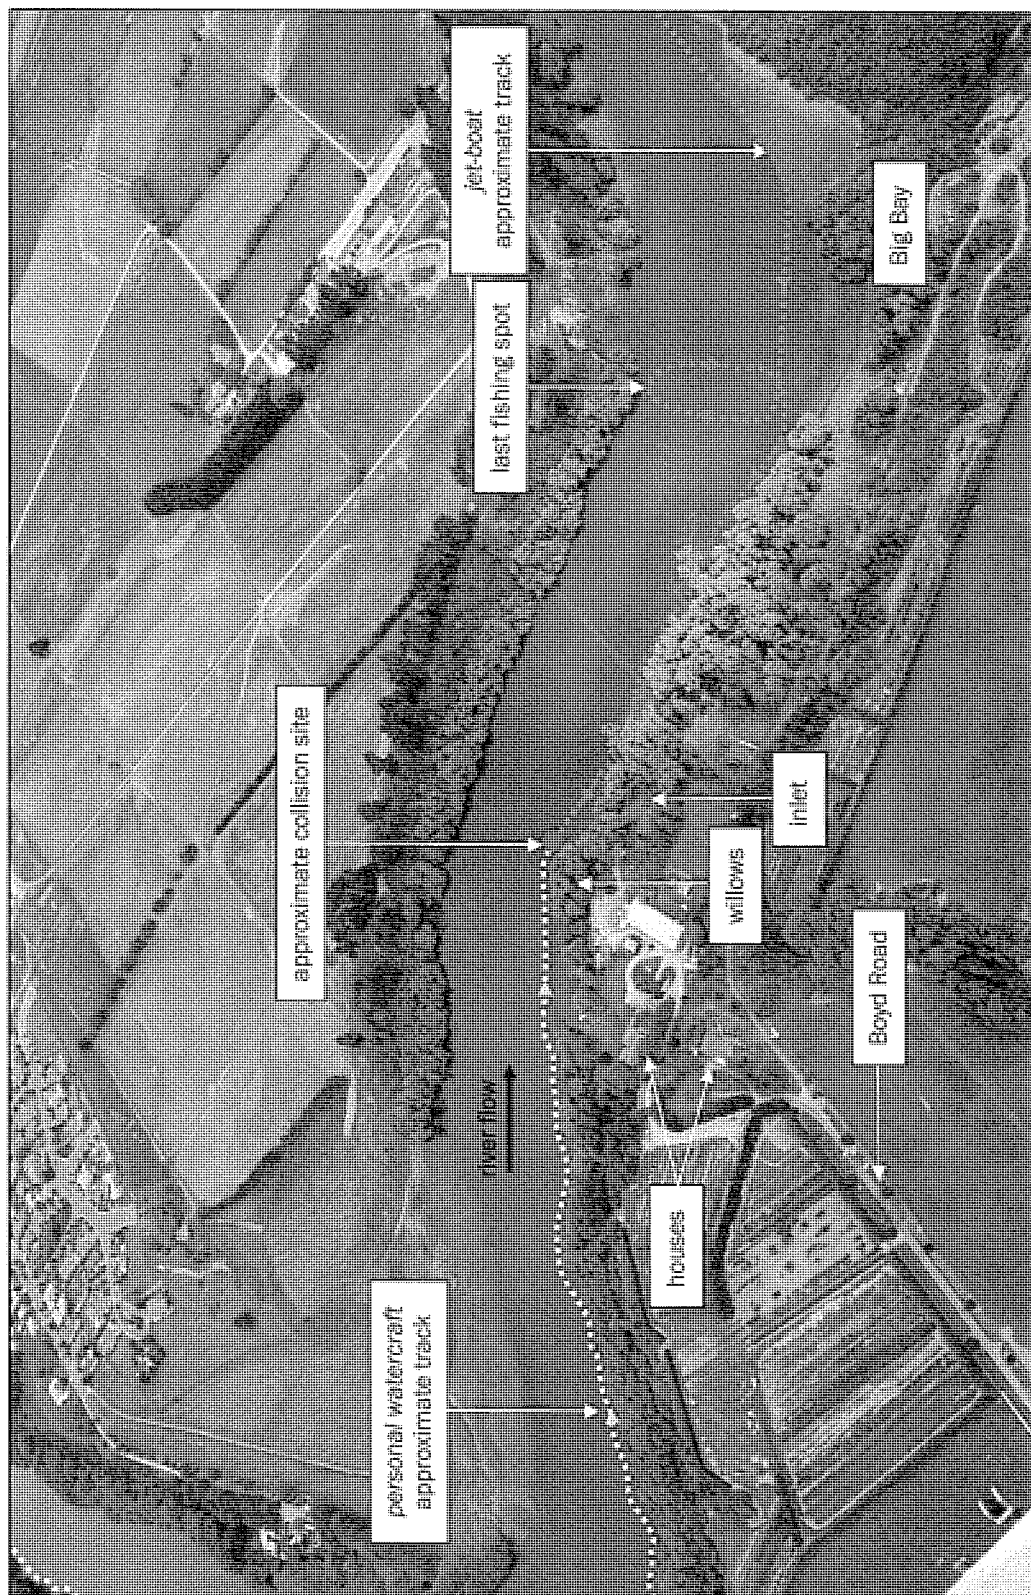 personal watercraft
approximate track
approximate collision site
last fishing spot
jet-boat
approximate track
river flow
houses
willows
inlet
Boyd Road
Big Bay